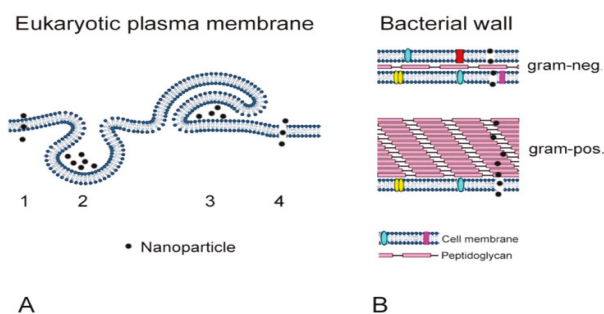 Eukaryotic plasma membrane
Bacterial wall
gram-neg.
gram-pos.
1 2 3 4
Nanoparticle
Cell membrane
Peptidoglycan
A
B